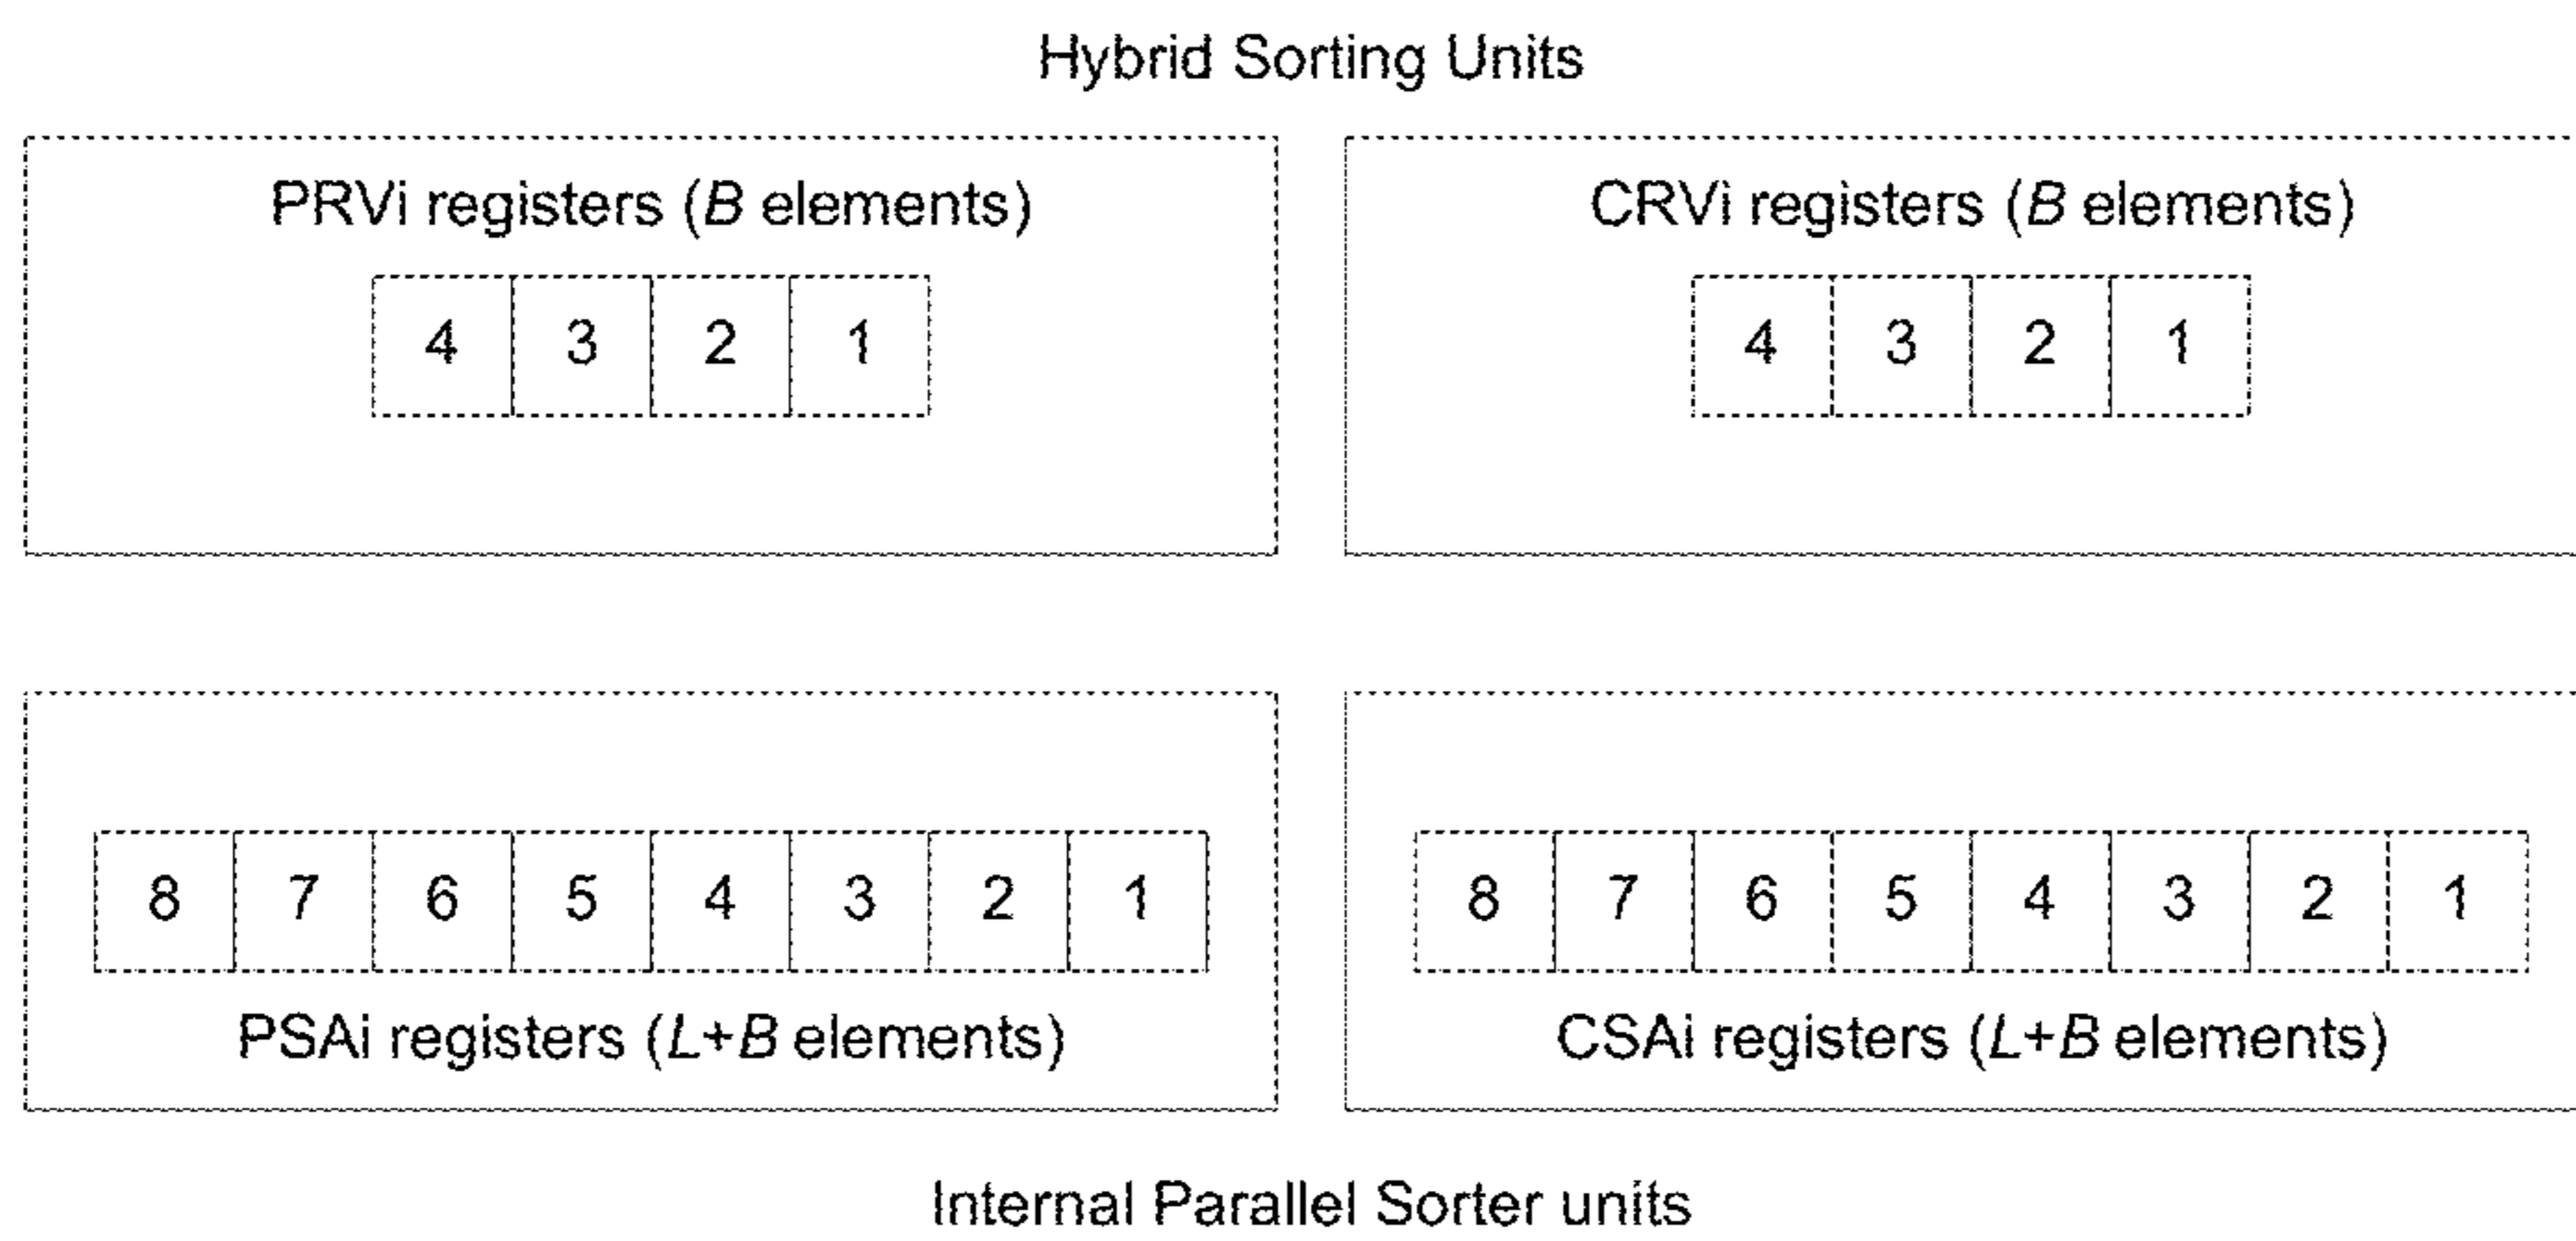 Hybrid Sorting Units
PRVi registers (B elements)
4 3 2 1
CRVi registers (B elements)
4 3 2 1
8 7 6 5 4 3 2 1
PSAi registers (L+B elements)
8 7 6 5 4 3 2 1
CSAi registers (L+B elements)
Internal Parallel Sorter units